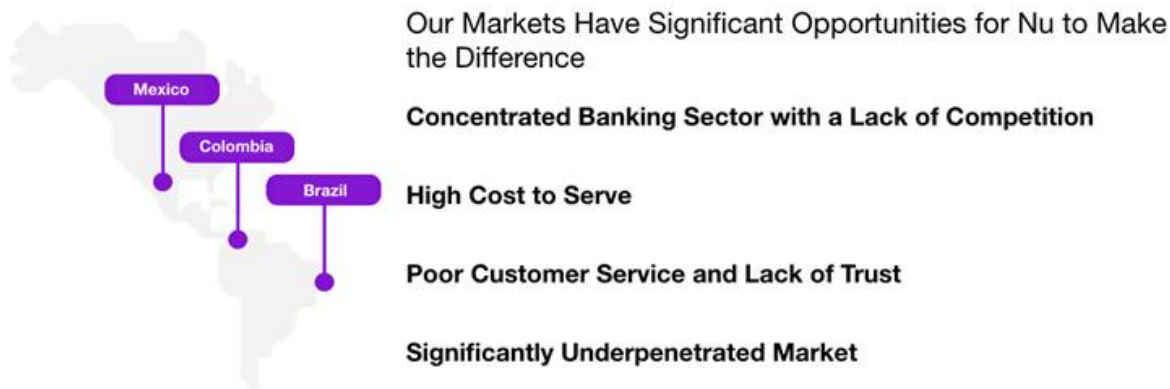 Our Markets Have Significant Opportunities for Nu to Make
the Difference
Mexico
Concentrated Banking Sector with a Lack of Competition
Colombia
Brazil
High Cost to Serve
Poor Customer Service and Lack of Trust
Significantly Underpenetrated Market